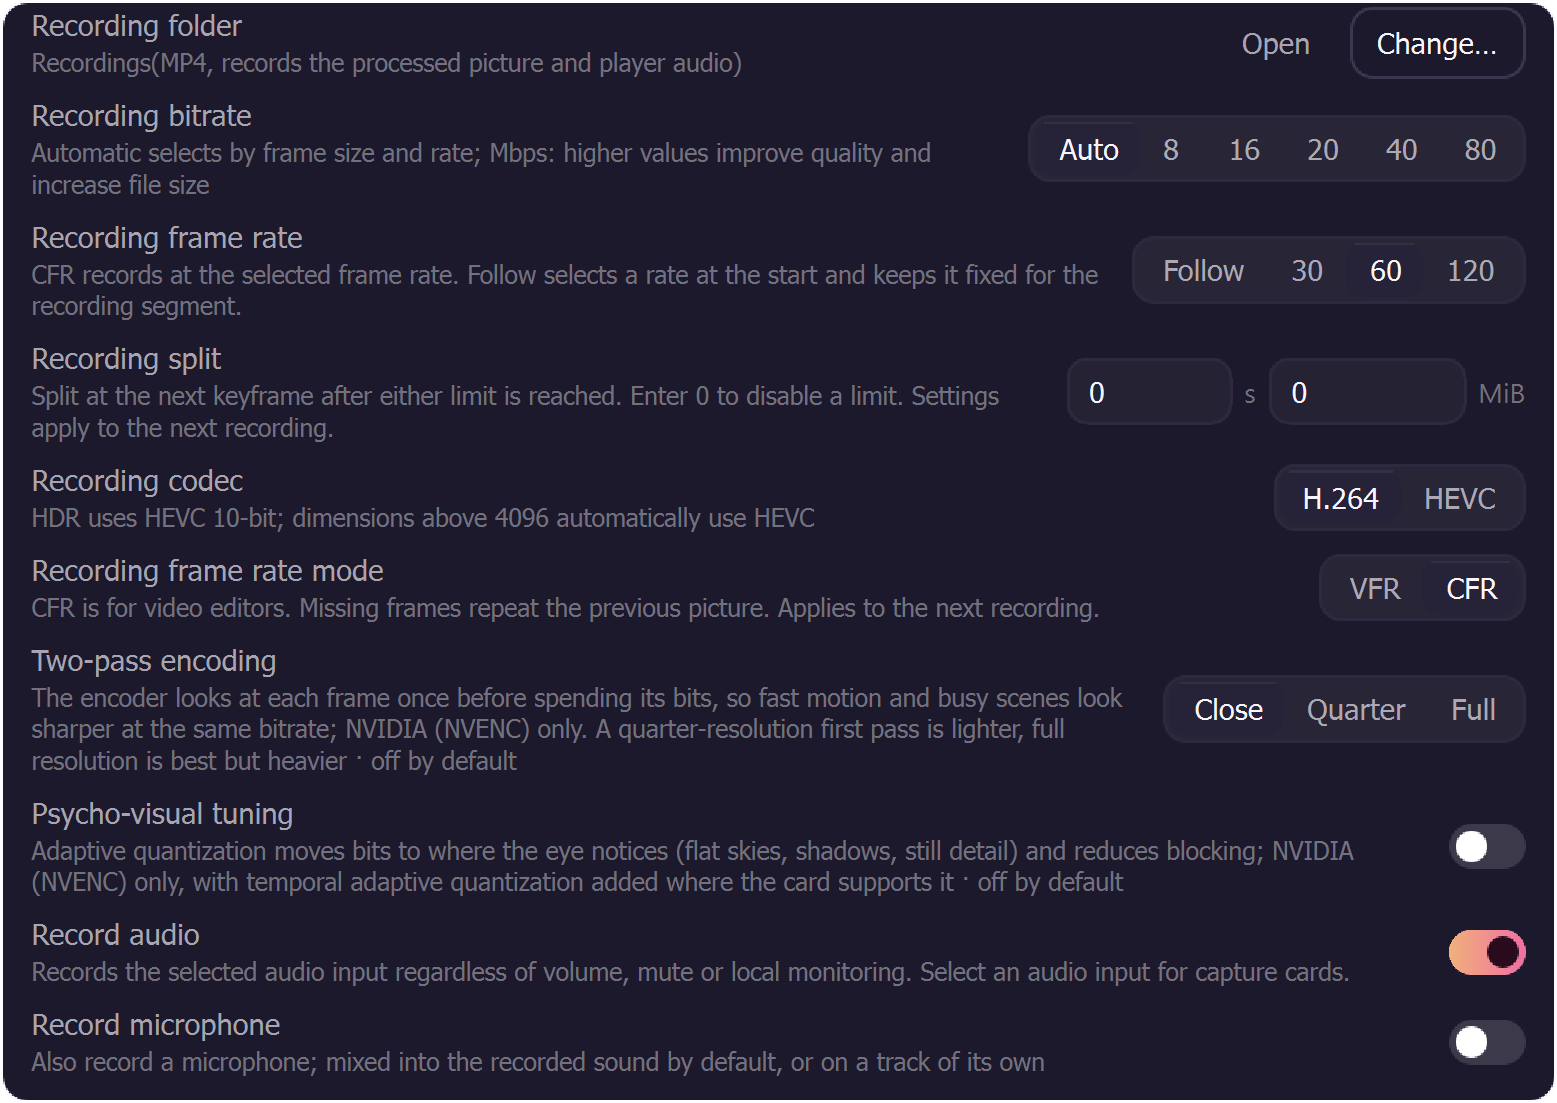 Recording folder
Recordings(MP4, records the processed picture and player audio)
Open
Change...
Recording bitrate
Automatic selects by frame size and rate; Mbps: higher values improve quality and
increase file size
Auto 8 16 20 40 80
Recording frame rate
CFR records at the selected frame rate. Follow selects a rate at the start and keeps it fixed for the
recording segment.
Follow 30 60 120
Recording split
Split at the next keyframe after either limit is reached. Enter 0 to disable a limit. Settings
apply to the next recording.
0 s 0 MiB
Recording codec
HDR uses HEVC 10-bit; dimensions above 4096 automatically use HEVC
H.264 HEVC
Recording frame rate mode
CFR is for video editors. Missing frames repeat the previous picture. Applies to the next recording.
VFR CFR
Two-pass encoding
The encoder looks at each frame once before spending its bits, so fast motion and busy scenes look
sharper at the same bitrate; NVIDIA (NVENC) only. A quarter-resolution first pass is lighter, full
resolution is best but heavier · off by default
Close Quarter Full
Psycho-visual tuning
Adaptive quantization moves bits to where the eye notices (flat skies, shadows, still detail) and reduces blocking; NVIDIA
(NVENC) only, with temporal adaptive quantization added where the card supports it · off by default
Record audio
Records the selected audio input regardless of volume, mute or local monitoring. Select an audio input for capture cards.
Record microphone
Also record a microphone; mixed into the recorded sound by default, or on a track of its own